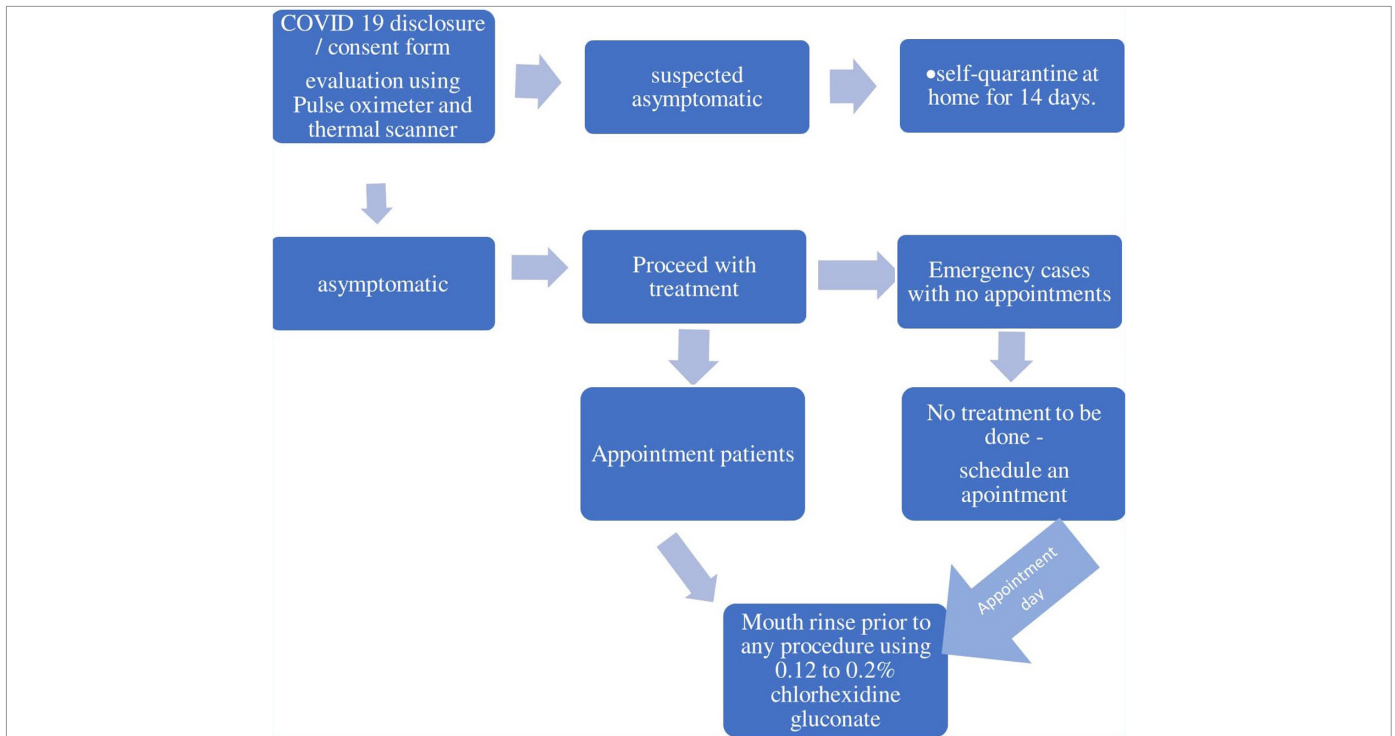 COVID 19 disclosure
/ consent form
evaluation using
Pulse oximeter and
thermal scanner
suspected
asymptomatic
•self-quarantine at
home for 14 days.
asymptomatic
Proceed with
treatment
Emergency cases
with no appointments
Appointment patients
No treatment to be
done -
schedule an
apointment
Appointment
day
Mouth rinse prior to
any procedure using
0.12 to 0.2%
chlorhexidine
gluconate